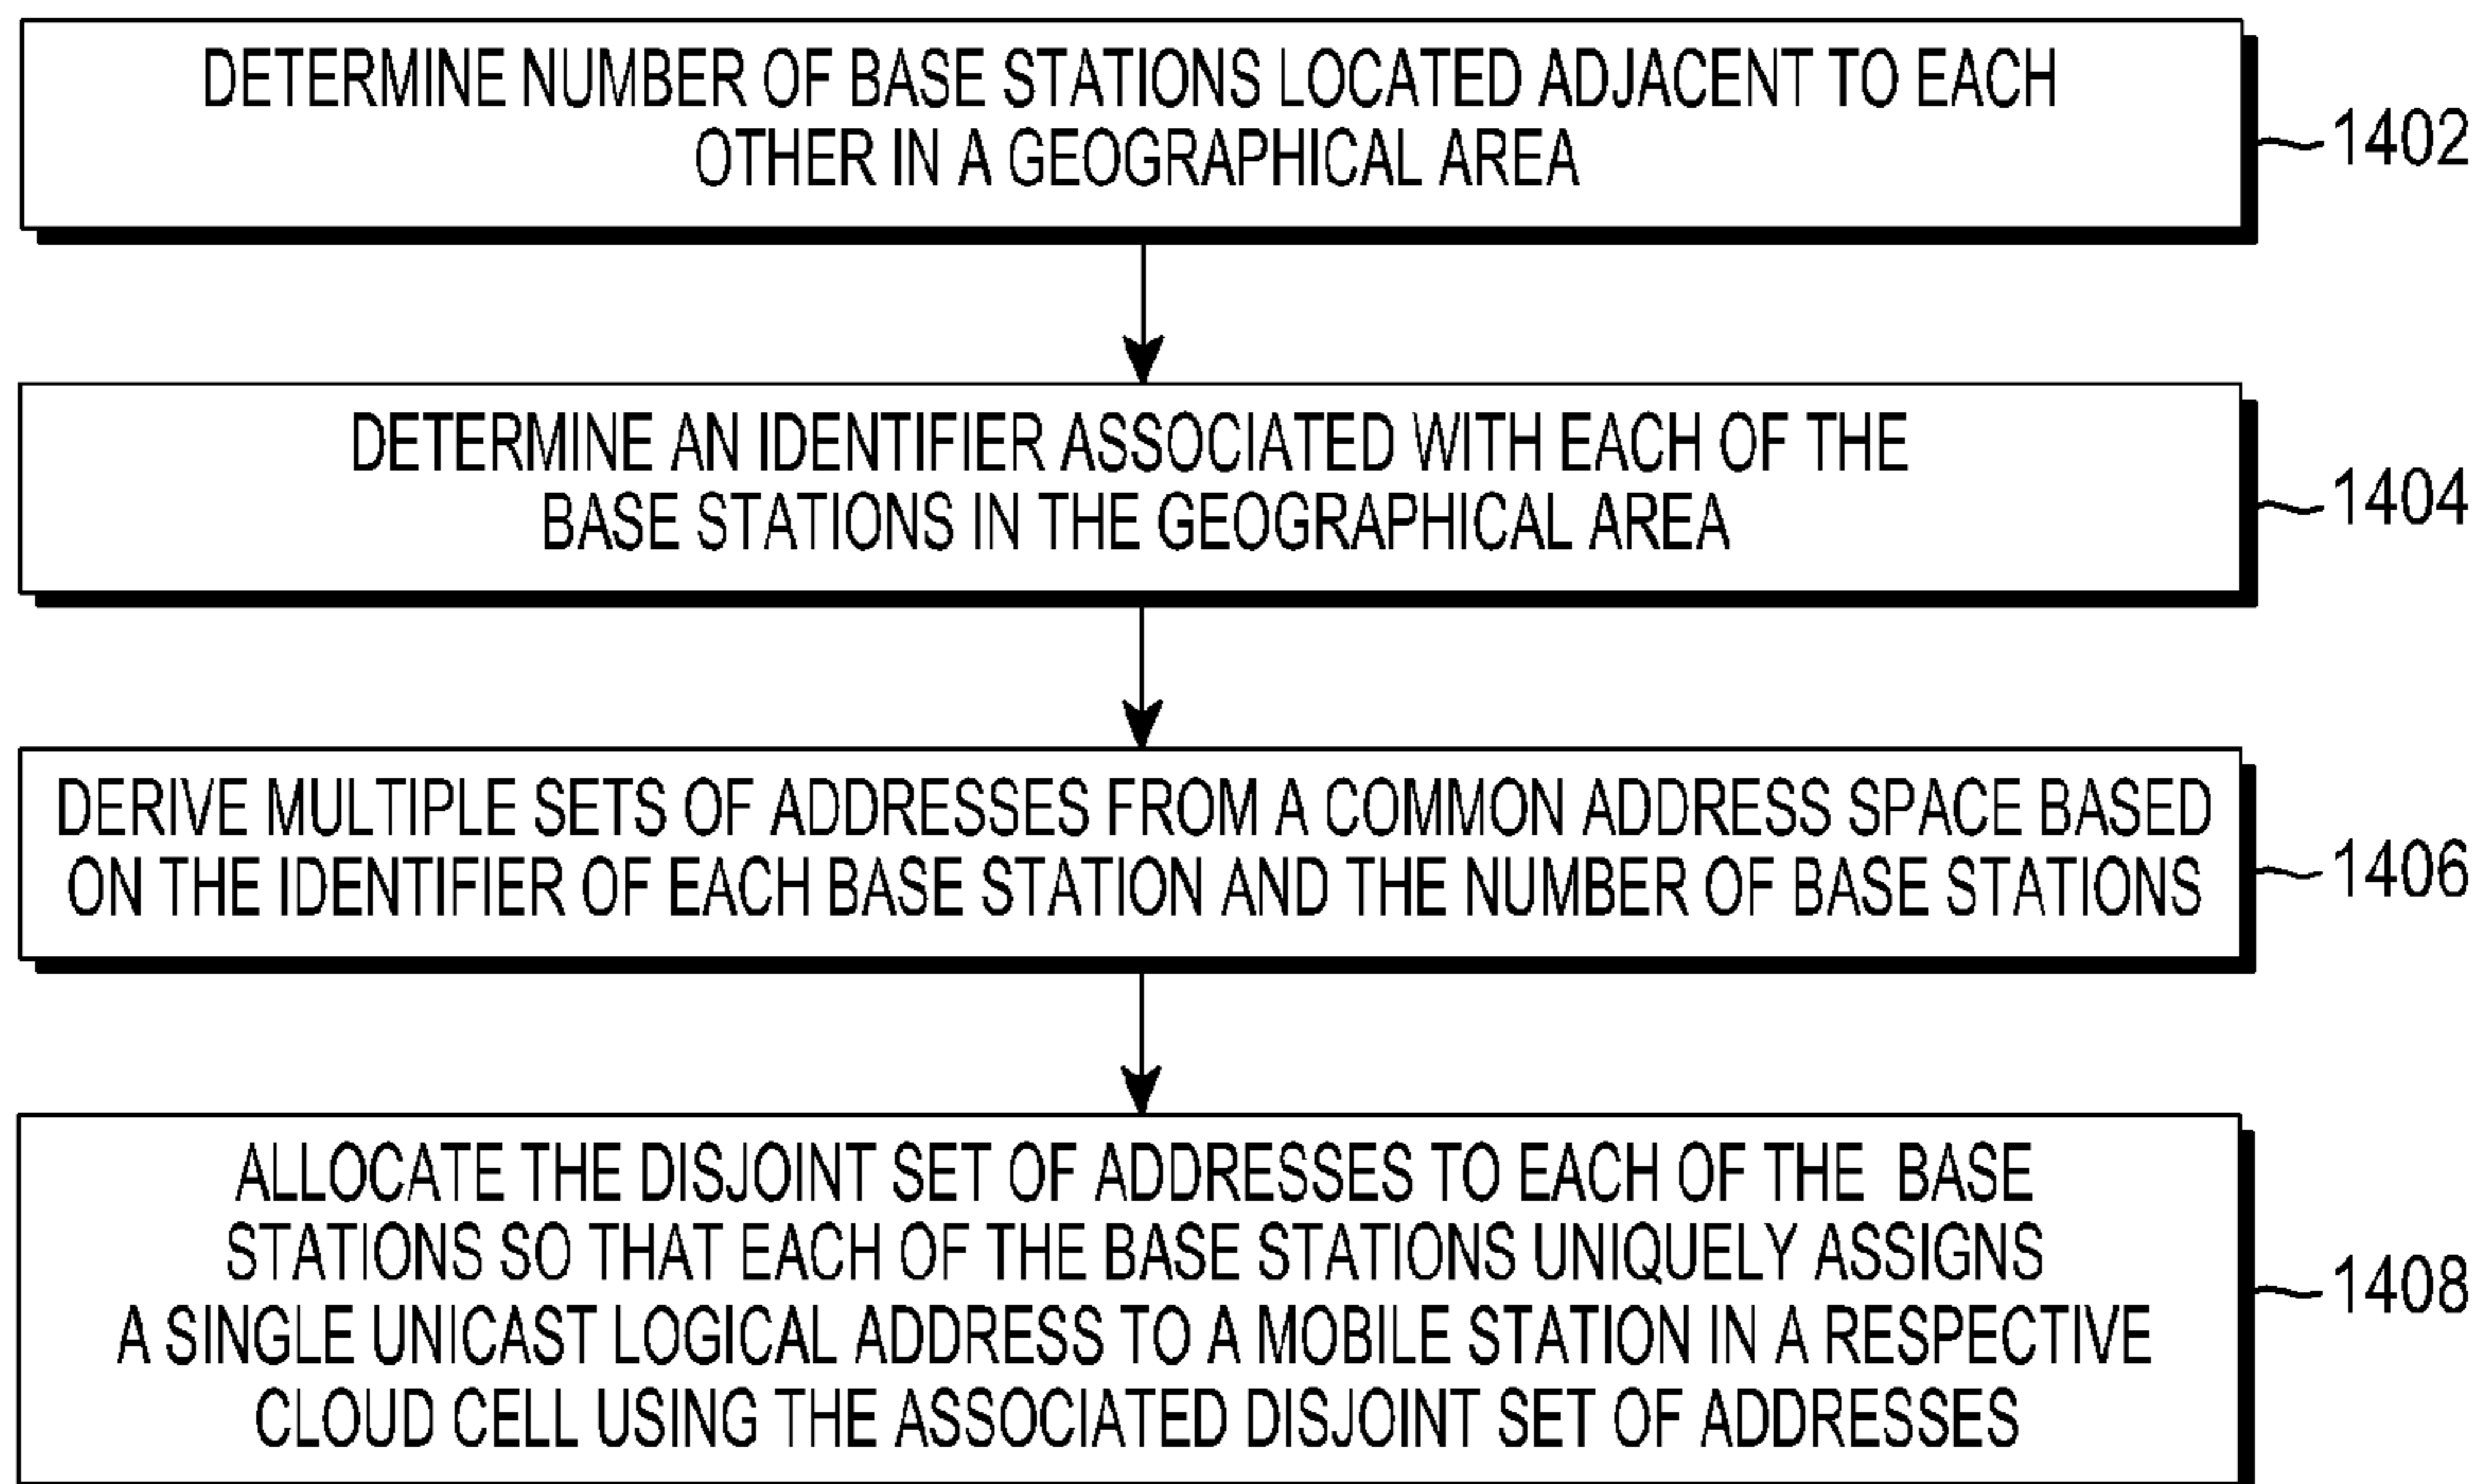 DETERMINE NUMBER OF BASE STATIONS LOCATED ADJACENT TO EACH
OTHER IN A GEOGRAPHICAL AREA
1402
DETERMINE AN IDENTIFIER ASSOCIATED WITH EACH OF THE
BASE STATIONS IN THE GEOGRAPHICAL AREA
1404
DERIVE MULTIPLE SETS OF ADDRESSES FROM A COMMON ADDRESS SPACE BASED
ON THE IDENTIFIER OF EACH BASE STATION AND THE NUMBER OF BASE STATIONS
1406
ALLOCATE THE DISJOINT SET OF ADDRESSES TO EACH OF THE BASE
STATIONS SO THAT EACH OF THE BASE STATIONS UNIQUELY ASSIGNS
A SINGLE UNICAST LOGICAL ADDRESS TO A MOBILE STATION IN A RESPECTIVE
CLOUD CELL USING THE ASSOCIATED DISJOINT SET OF ADDRESSES
1408